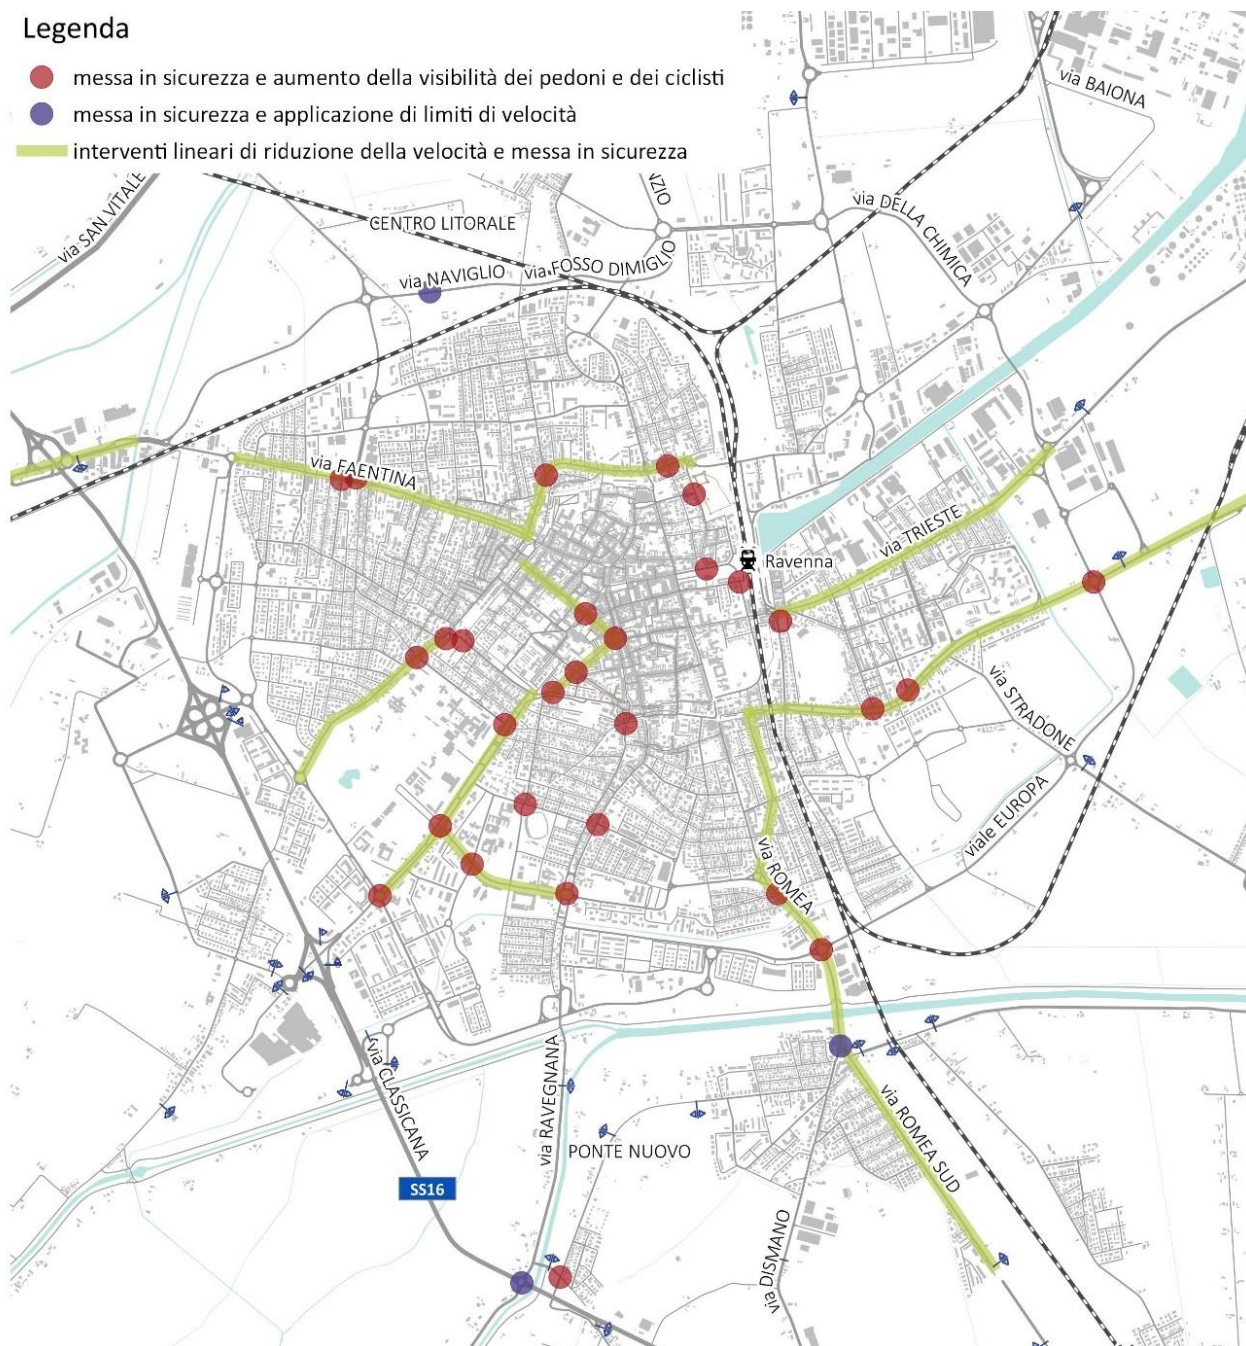 Legenda
messa in sicurezza e aumento della visibilità dei pedoni e dei ciclisti
messa in sicurezza e applicazione di limiti di velocità
interventi lineari di riduzione della velocità e messa in sicurezza
via BAIONA
via SAN VITALE
NZIO
CENTRO LITORALE
via DELLA CHIMICA
via NAVIGLIO
via FOSSO DIMIGLIO
via FAENTINA
via TRIESTE
Ravenna
via STRADONE
viale EUROPA
via ROMEA
via CLASSICANA
via RAVEGNANA
PONTE NUOVO
via ROMEA SUD
SS16
via DISMANO